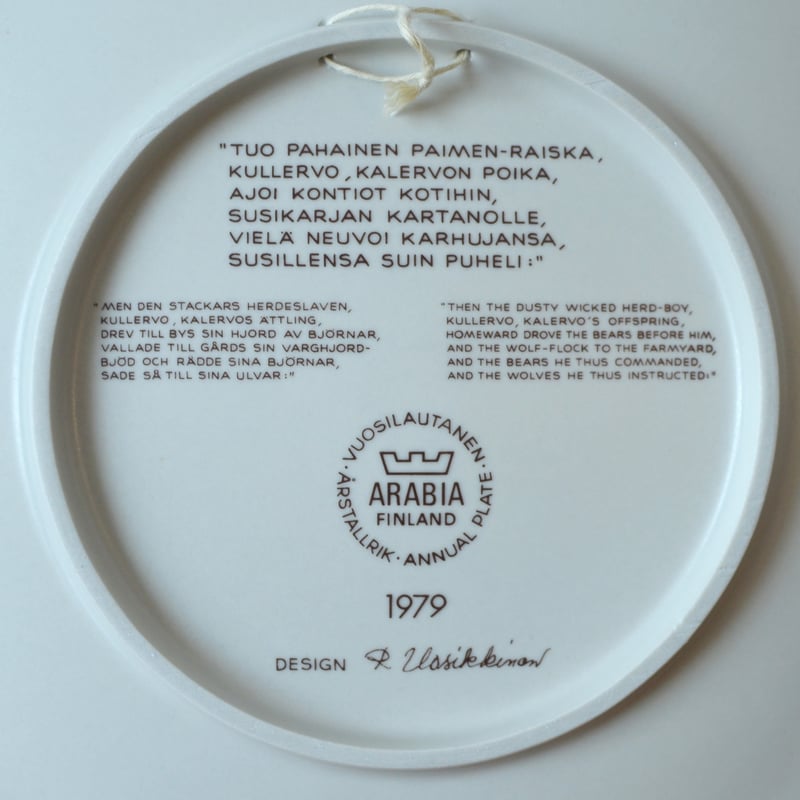 "TUO PAHAINEN PAIMEN-RAISKA,
KULLERVO, KALERVON POIKA,
AJOI KONTIOT KOTIHIN,
SUSIKARJAN KARTANOLLE,
VIELÄ NEUVOI KARHUJANSA,
SUSILLENSA SUIN PUHELI:"
"MEN DEN STACKARS HERDESLAVEN,
KULLERVO, KALERVOS ÄTTLING,
DREV TILL BYS SIN HJORD AV BJÖRNAR,
VALLADE TILL GÅRDS SIN VARGHJORD-
BJÖD OCH RÄDDE SINA BJÖRNAR,
SADE SÅ TILL SINA ULVAR:"
"THEN THE DUSTY WICKED HERD-BOY,
KULLERVO, KALERVO'S OFFSPRING,
HOMEWARD DROVE THE BEARS BEFORE HIM,
AND THE WOLF-FLOCK TO THE FARMYARD,
AND THE BEARS HE THUS COMMANDED,
AND THE WOLVES HE THUS INSTRUCTED:"
· VUOSILAUTANEN ·
ARABIA
FINLAND
ÅRSTALLRIK · ANNUAL PLATE
1979
DESIGN R. Uosikkinen